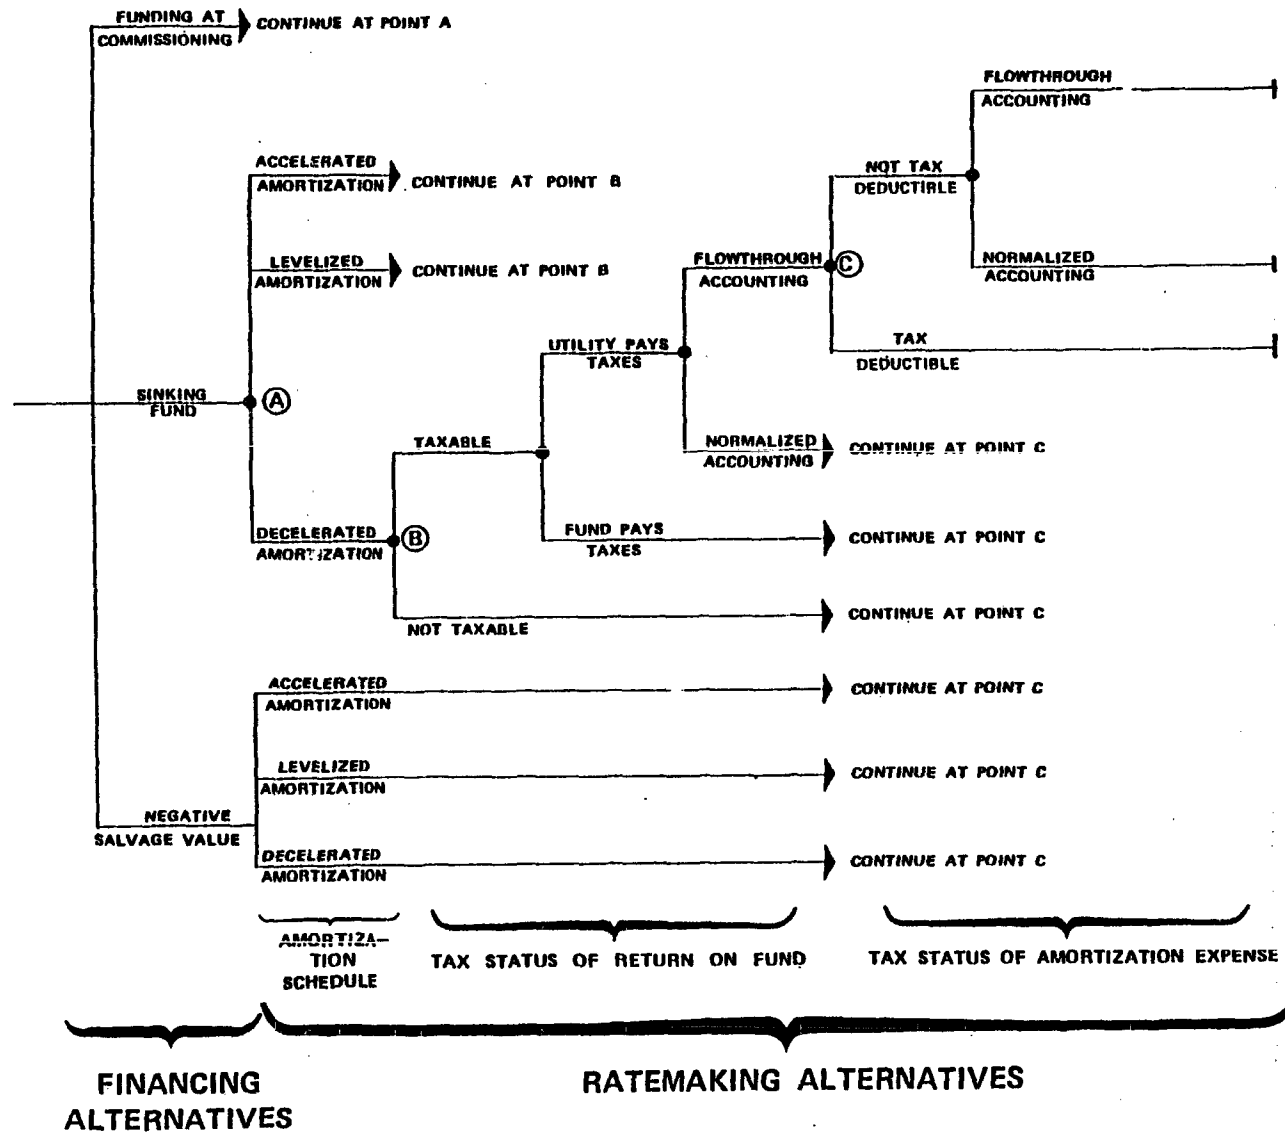 FUNDING AT
COMMISSIONING
CONTINUE AT POINT A
FLOWTHROUGH
ACCOUNTING
ACCELERATED
AMORTIZATION
CONTINUE AT POINT B
NOT TAX
DEDUCTIBLE
LEVELIZED
AMORTIZATION
CONTINUE AT POINT B
FLOWTHROUGH
ACCOUNTING
C
NORMALIZED
ACCOUNTING
UTILITY PAYS
TAXES
TAX
DEDUCTIBLE
SINKING
FUND
A
TAXABLE
NORMALIZED
ACCOUNTING
CONTINUE AT POINT C
DECELERATED
AMORTIZATION
B
FUND PAYS
TAXES
CONTINUE AT POINT C
NOT TAXABLE
CONTINUE AT POINT C
ACCELERATED
AMORTIZATION
CONTINUE AT POINT C
LEVELIZED
AMORTIZATION
CONTINUE AT POINT C
NEGATIVE
SALVAGE VALUE
DECELERATED
AMORTIZATION
CONTINUE AT POINT C
AMORTIZA-
TION
SCHEDULE
TAX STATUS OF RETURN ON FUND
TAX STATUS OF AMORTIZATION EXPENSE
FINANCING
ALTERNATIVES
RATEMAKING ALTERNATIVES